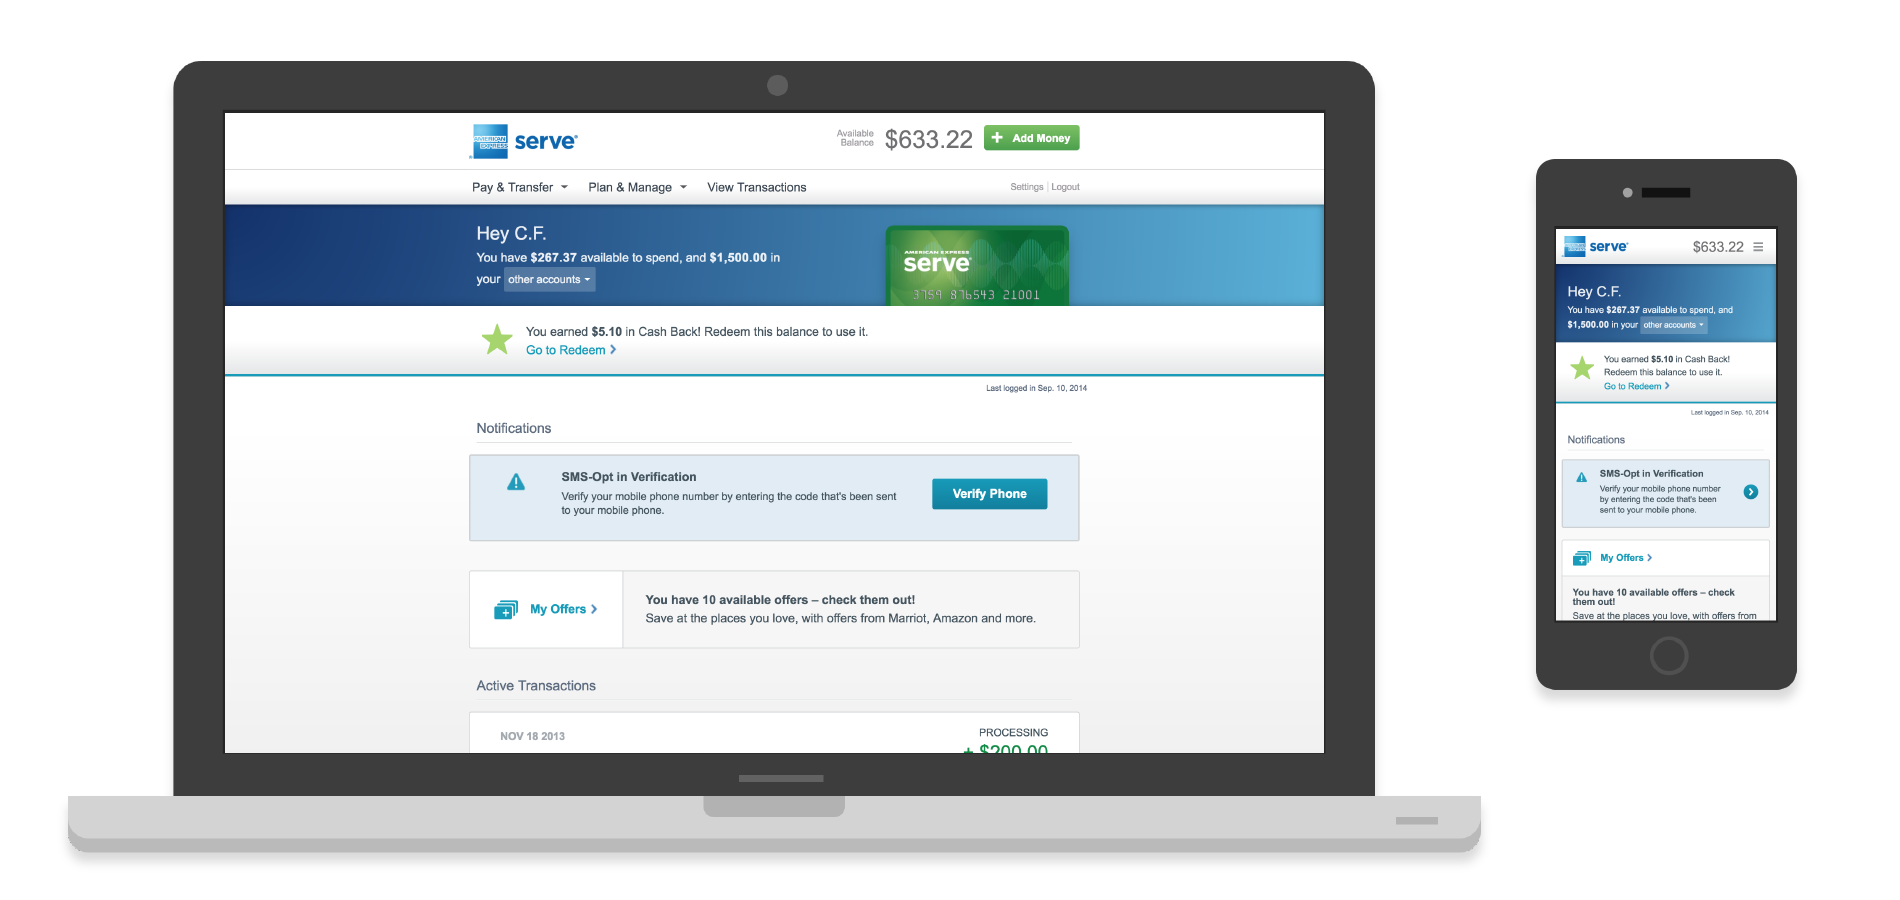 AMERICAN
EXPRESS
serve®
Available
Balance
$633.22
+ Add Money
Pay & Transfer
Plan & Manage
View Transactions
Settings | Logout
Hey C.F.
You have $267.37 available to spend, and $1,500.00 in
your other accounts
AMERICAN EXPRESS
serve
3759 876543 21001
You earned $5.10 in Cash Back! Redeem this balance to use it.
Go to Redeem
Last logged in Sep. 10, 2014
Notifications
SMS-Opt in Verification
Verify your mobile phone number by entering the code that's been sent
to your mobile phone.
Verify Phone
My Offers
You have 10 available offers – check them out!
Save at the places you love, with offers from Marriot, Amazon and more.
Active Transactions
NOV 18 2013
PROCESSING
+ $200.00
serve
$633.22
Hey C.F.
You have $267.37 available to spend, and
$1,500.00 in your other accounts
You earned $5.10 in Cash Back!
Redeem this balance to use it.
Go to Redeem
Last logged in Sep. 10, 2014
Notifications
SMS-Opt in Verification
Verify your mobile phone number
by entering the code that's been
sent to your mobile phone.
My Offers
You have 10 available offers – check
them out!
Save at the places you love, with offers from